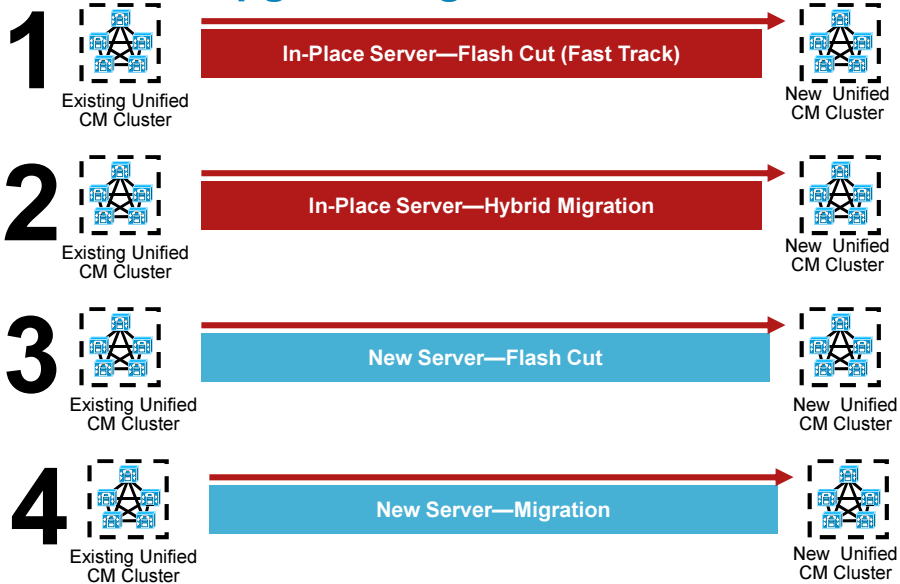 1
In-Place Server—Flash Cut (Fast Track)
Existing Unified
CM Cluster
New Unified
CM Cluster
2
In-Place Server—Hybrid Migration
Existing Unified
CM Cluster
New Unified
CM Cluster
3
New Server—Flash Cut
Existing Unified
CM Cluster
New Unified
CM Cluster
4
New Server—Migration
Existing Unified
CM Cluster
New Unified
CM Cluster